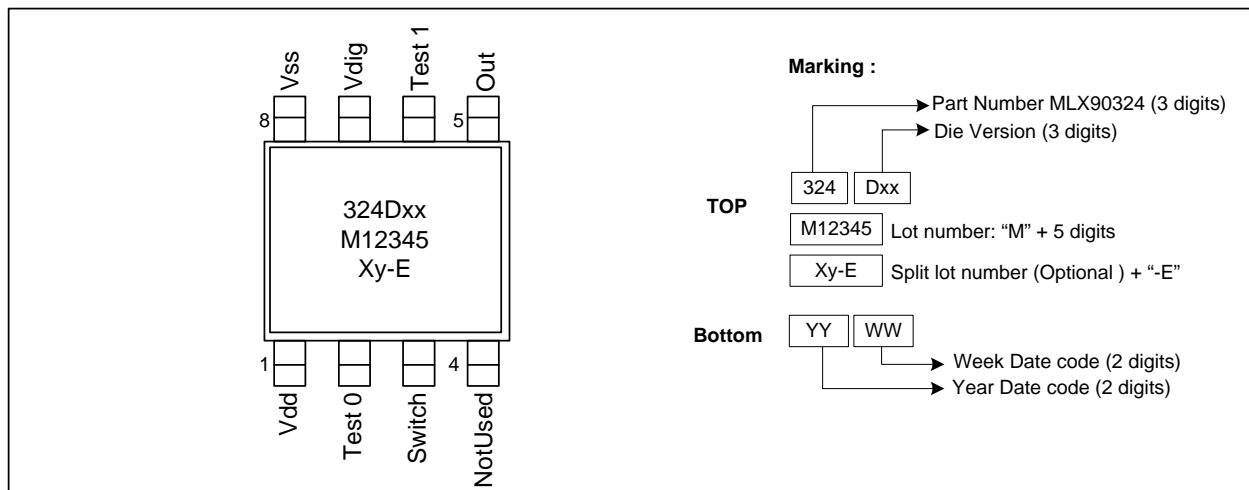 Vss Vdig Test 1 Out
8 5
324Dxx
M12345
Xy-E
1 4
Vdd Test 0 Switch NotUsed
Marking :
Part Number MLX90324 (3 digits)
Die Version (3 digits)
TOP
324 Dxx
M12345 Lot number: “M” + 5 digits
Xy-E Split lot number (Optional ) + “-E”
Bottom YY WW
Week Date code (2 digits)
Year Date code (2 digits)